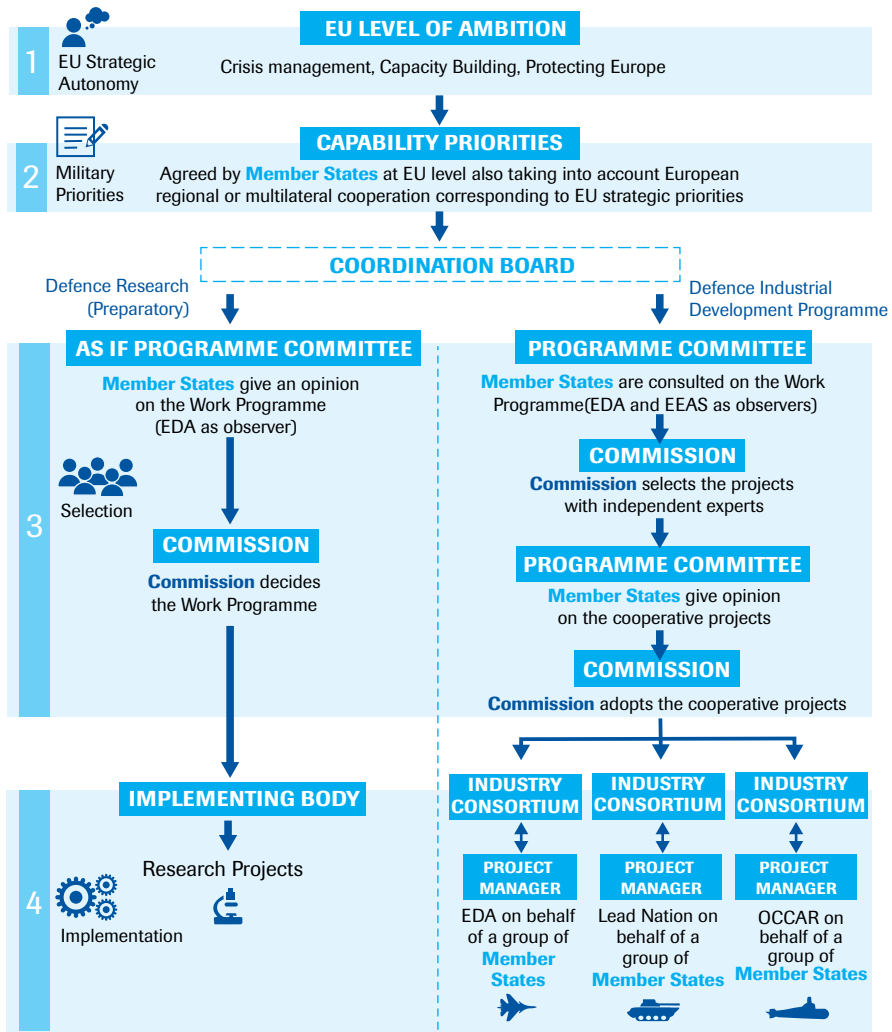 EU LEVEL OF AMBITION
1
EU Strategic
Autonomy
Crisis management, Capacity Building, Protecting Europe
CAPABILITY PRIORITIES
2
Military
Priorities
Agreed by Member States at EU level also taking into account European
regional or multilateral cooperation corresponding to EU strategic priorities
COORDINATION BOARD
Defence Research
(Preparatory)
Defence Industrial
Development Programme
3
Selection
AS IF PROGRAMME COMMITTEE
Member States give an opinion
on the Work Programme
(EDA as observer)
COMMISSION
Commission decides
the Work Programme
PROGRAMME COMMITTEE
Member States are consulted on the Work
Programme(EDA and EEAS as observers)
COMMISSION
Commission selects the projects
with independent experts
PROGRAMME COMMITTEE
Member States give opinion
on the cooperative projects
COMMISSION
Commission adopts the cooperative projects
4
Implementation
IMPLEMENTING BODY
Research Projects
INDUSTRY
CONSORTIUM
PROJECT
MANAGER
EDA on behalf
of a group of
Member
States
INDUSTRY
CONSORTIUM
PROJECT
MANAGER
Lead Nation on
behalf of a
group of
Member States
INDUSTRY
CONSORTIUM
PROJECT
MANAGER
OCCAR on
behalf of a
group of
Member States